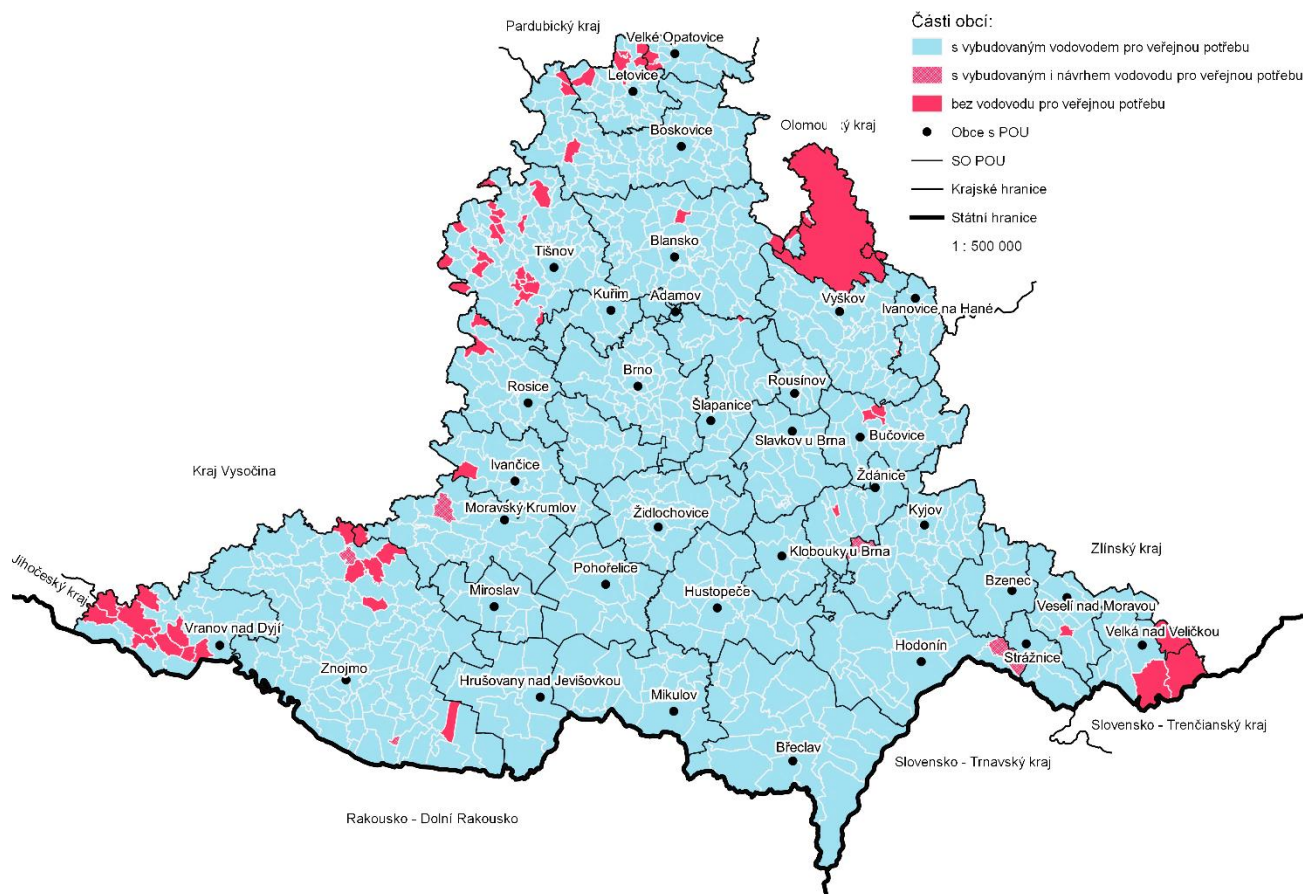 Pardubický kraj
Velké Opatovice
Letovice
Boskovice
Olomou ký kraj
Části obcí:
s vybudovaným vodovodem pro veřejnou potřebu
s vybudovaným i návrhem vodovodu pro veřejnou potřebu
bez vodovodu pro veřejnou potřebu
Obce s POU
SO POU
Krajské hranice
Státní hranice
1 : 500 000
Tišnov
Blansko
Kuřim
Adamov
Vyškov
Ivanovice na Hané
Brno
Rosice
Rousínov
Šlapanice
Slavkov u Brna
Bučovice
Kraj Vysočina
Ivančice
Ždánice
Moravský Krumlov
Židlochovice
Kyjov
Klobouky u Brna
Zlínský kraj
Jihočeský kraj
Pohořelice
Miroslav
Hustopeče
Bzenec
Veselí nad Moravou
Vranov nad Dyjí
Velká nad Veličkou
Strážnice
Hodonín
Znojmo
Hrušovany nad Jevišovkou
Mikulov
Břeclav
Slovensko - Trenčianský kraj
Slovensko - Trnavský kraj
Rakousko - Dolní Rakousko